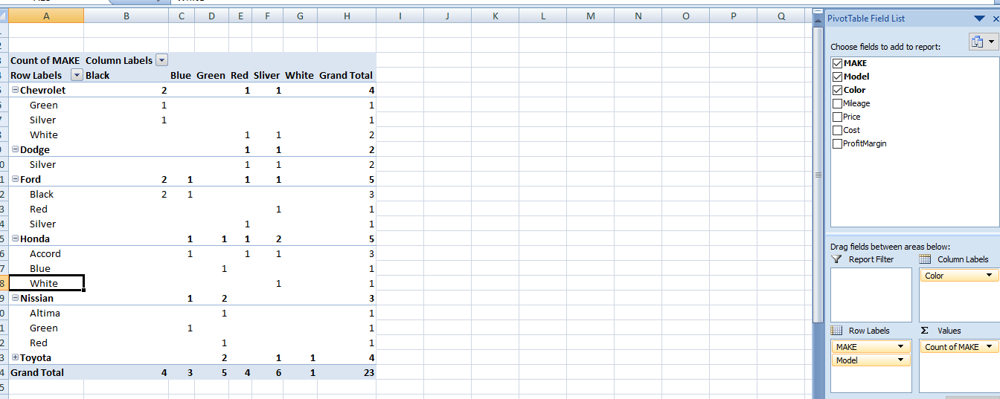 A B C D E F G H I J K L M N O P Q
PivotTable Field List
Choose fields to add to report:
MAKE
Model
Color
Mileage
Price
Cost
ProfitMargin
Count of MAKE Column Labels
Row Labels Black Blue Green Red Sliver White Grand Total
Chevrolet 2 1 1 4
Green 1 1
Silver 1 1
White 1 1 2
Dodge 1 1 2
Silver 1 1 2
Ford 2 1 1 1 5
Black 2 1 3
Red 1 1
Silver 1 1
Honda 1 1 1 2 5
Accord 1 1 1 3
Blue 1 1
White 1 1
Nissian 1 2 3
Altima 1 1
Green 1 1
Red 1 1
Toyota 2 1 1 4
Grand Total 4 3 5 4 6 1 23
Drag fields between areas below:
Report Filter Column Labels
Color
Row Labels Σ Values
MAKE Count of MAKE
Model